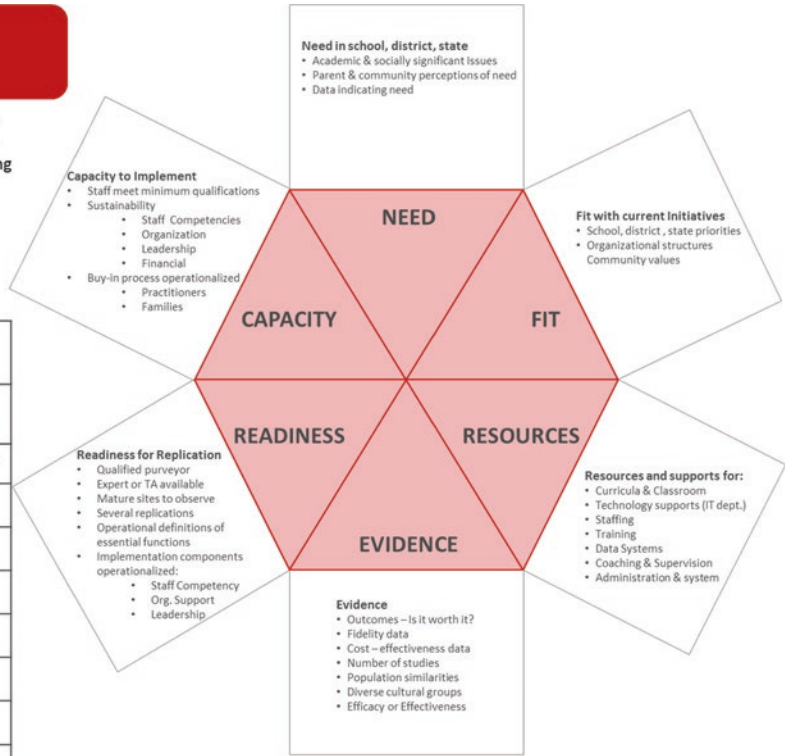 Need in school, district, state
• Academic & socially significant Issues
• Parent & community perceptions of need
• Data indicating need
Capacity to Implement
• Staff meet minimum qualifications
• Sustainability
• Staff Competencies
• Organization
• Leadership
• Financial
• Buy-in process operationalized
• Practitioners
• Families
Fit with current Initiatives
• School, district , state priorities
• Organizational structures
Community values
NEED
CAPACITY
FIT
READINESS
RESOURCES
EVIDENCE
Readiness for Replication
• Qualified purveyor
• Expert or TA available
• Mature sites to observe
• Several replications
• Operational definitions of
essential functions
• Implementation components
operationalized:
• Staff Competency
• Org. Support
• Leadership
Resources and supports for:
• Curricula & Classroom
• Technology supports (IT dept.)
• Staffing
• Training
• Data Systems
• Coaching & Supervision
• Administration & system
Evidence
• Outcomes – Is it worth it?
• Fidelity data
• Cost – effectiveness data
• Number of studies
• Population similarities
• Diverse cultural groups
• Efficacy or Effectiveness